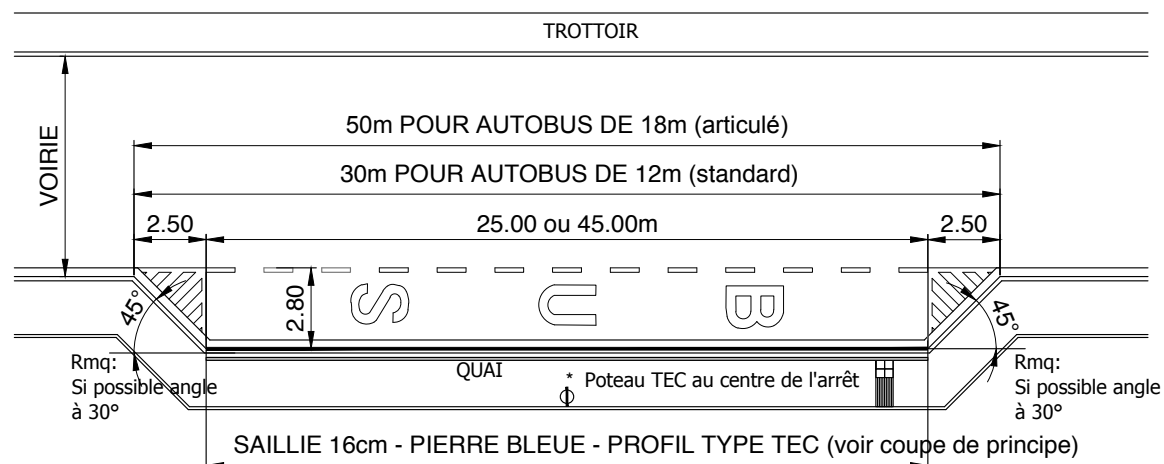 TROTTOIR
50m POUR AUTOBUS DE 18m (articulé)
VOIRIE
30m POUR AUTOBUS DE 12m (standard)
2.50
25.00 ou 45.00m
2.50
2.80
BUS
45°
45°
Rmq:
Si possible angle
à 30°
QUAI
* Poteau TEC au centre de l'arrêt
Rmq:
Si possible angle
à 30°
SAILLIE 16cm - PIERRE BLEUE - PROFIL TYPE TEC (voir coupe de principe)